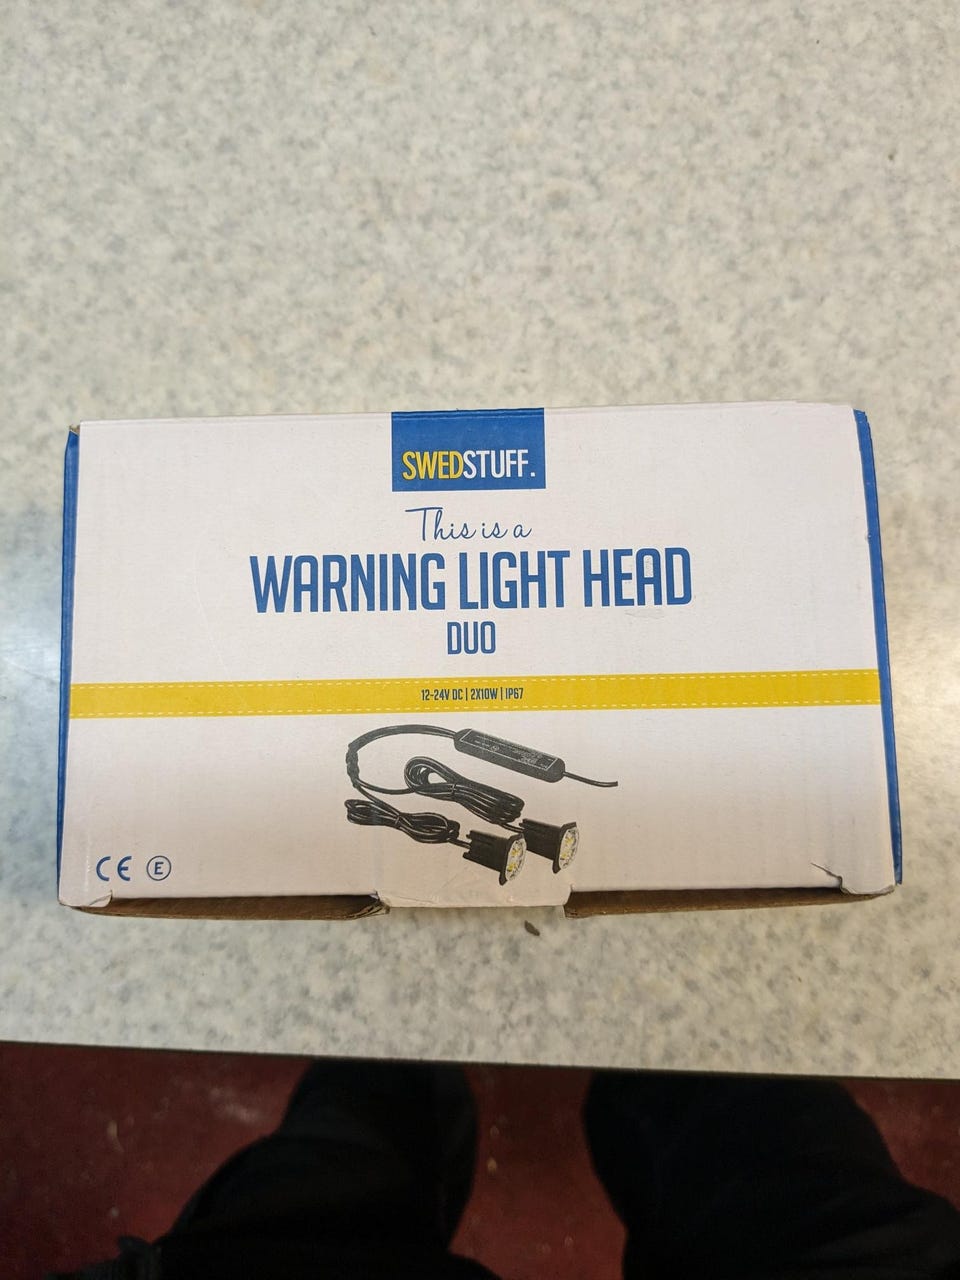 SWEDSTUFF.
This is a
WARNING LIGHT HEAD
DUO
12-24V DC | 2X10W | IP67
CE E